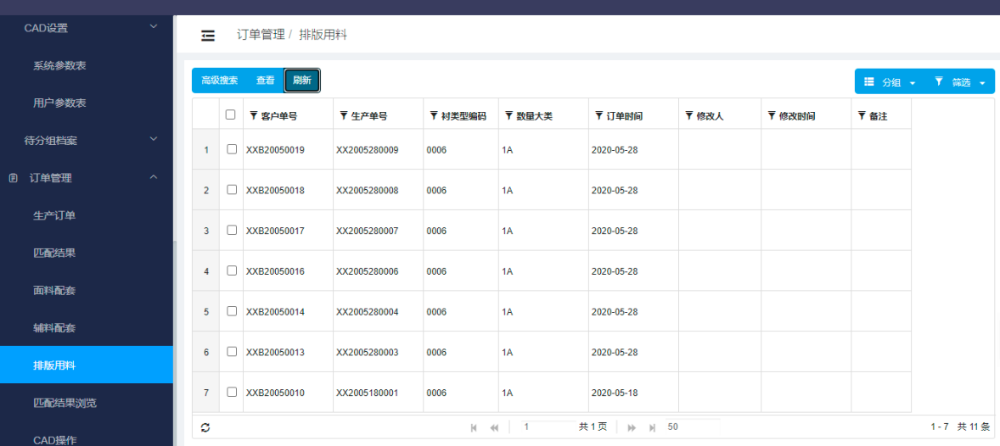 CAD设置
系统参数表
用户参数表
待分组档案
订单管理
生产订单
匹配结果
面料配套
辅料配套
排版用料
匹配结果浏览
CAD操作
订单管理 / 排版用料
高级搜索 查看 刷新 分组 筛选
客户单号 生产单号 衬类型编码 数量大类 订单时间 修改人 修改时间 备注
1 XXB20050019 XX2005280009 0006 1A 2020-05-28
2 XXB20050018 XX2005280008 0006 1A 2020-05-28
3 XXB20050017 XX2005280007 0006 1A 2020-05-28
4 XXB20050016 XX2005280006 0006 1A 2020-05-28
5 XXB20050014 XX2005280004 0006 1A 2020-05-28
6 XXB20050013 XX2005280003 0006 1A 2020-05-28
7 XXB20050010 XX2005180001 0006 1A 2020-05-18
1 共 1 页 50 1 - 7 共 11 条